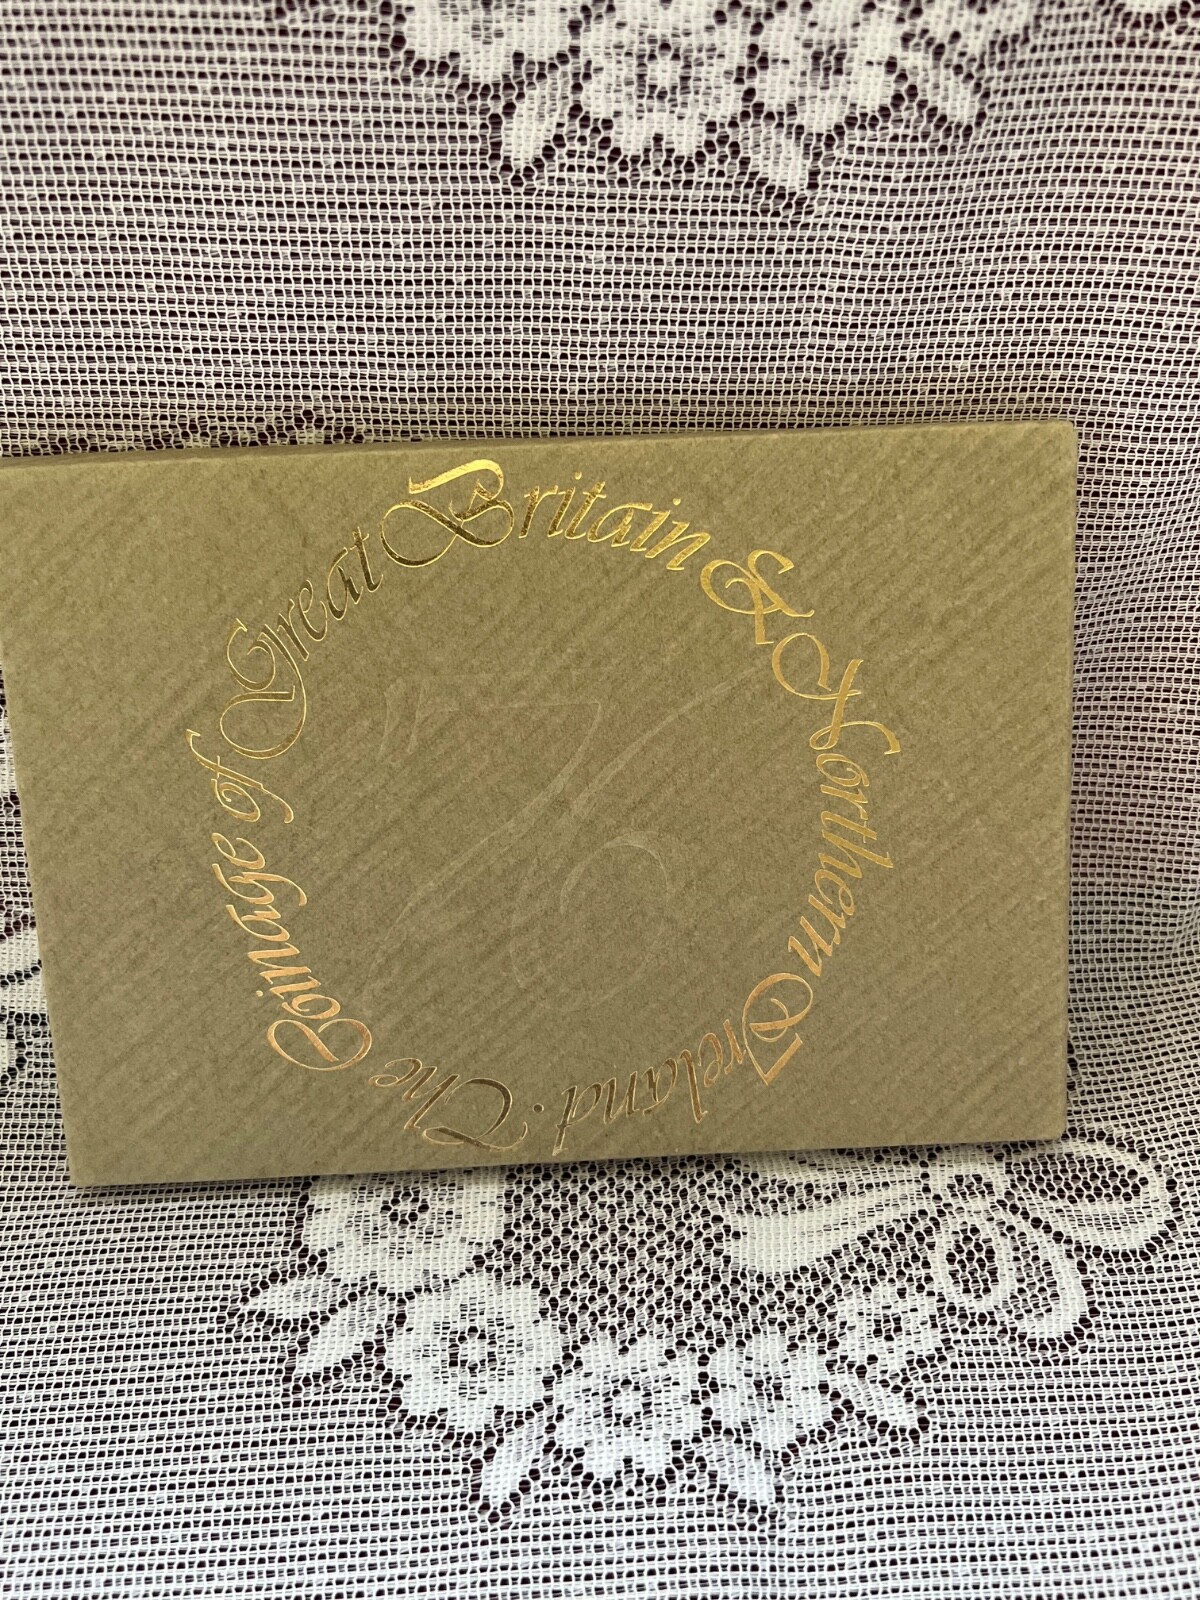 The Coinage of Great Britain & Northern Ireland.